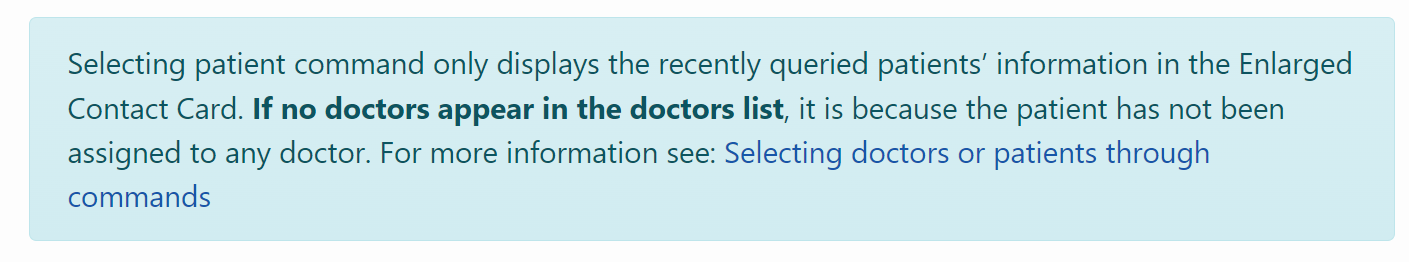 Selecting patient command only displays the recently queried patients’ information in the Enlarged
Contact Card. If no doctors appear in the doctors list, it is because the patient has not been
assigned to any doctor. For more information see: Selecting doctors or patients through
commands